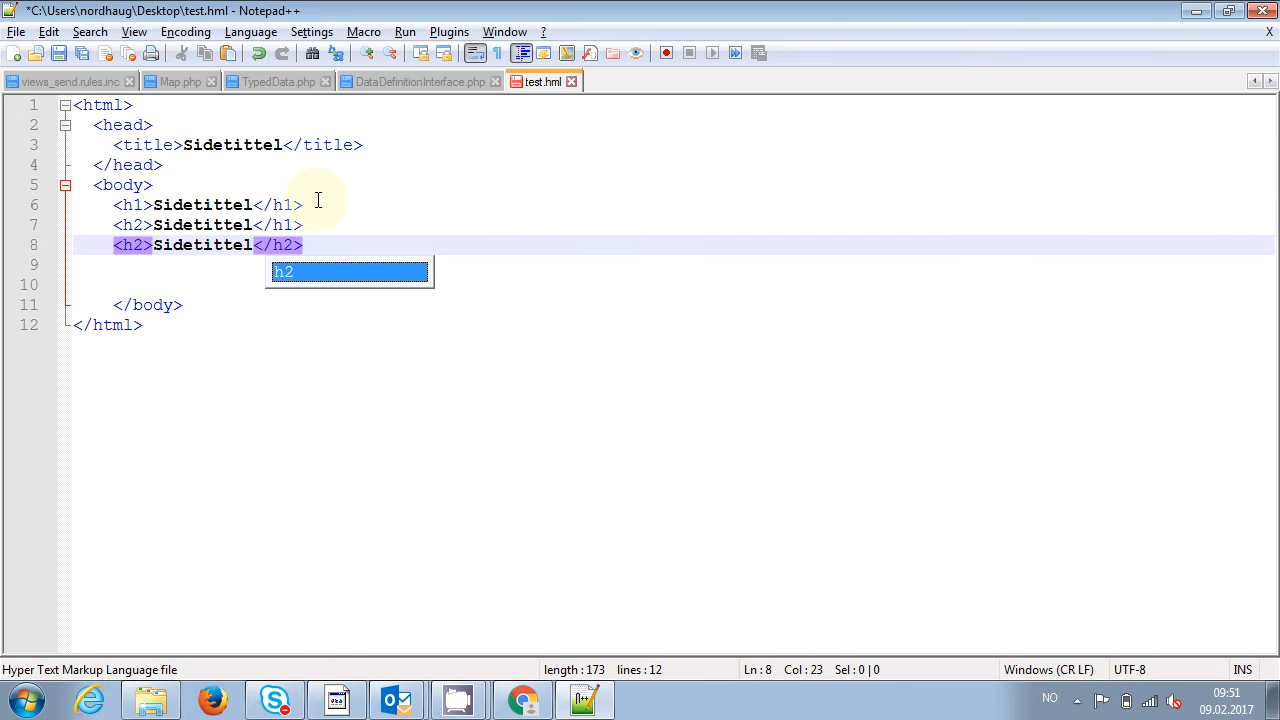 *C:\Users\nordhaug\Desktop\test.hml - Notepad++
File Edit Search View Encoding Language Settings Macro Run Plugins Window ? X
views_send.rules.inc Map.php TypedData.php DataDefinitionInterface.php test.hml
1 <html>
2 <head>
3 <title>Sidetittel</title>
4 </head>
5 <body>
6 <h1>Sidetittel</h1>
7 <h2>Sidetittel</h1>
8 <h2>Sidetittel</h2>
9 h2
10
11 </body>
12 </html>
Hyper Text Markup Language file length : 173 lines : 12 Ln : 8 Col : 23 Sel : 0 | 0 Windows (CR LF) UTF-8 INS
NO 09:51
09.02.2017